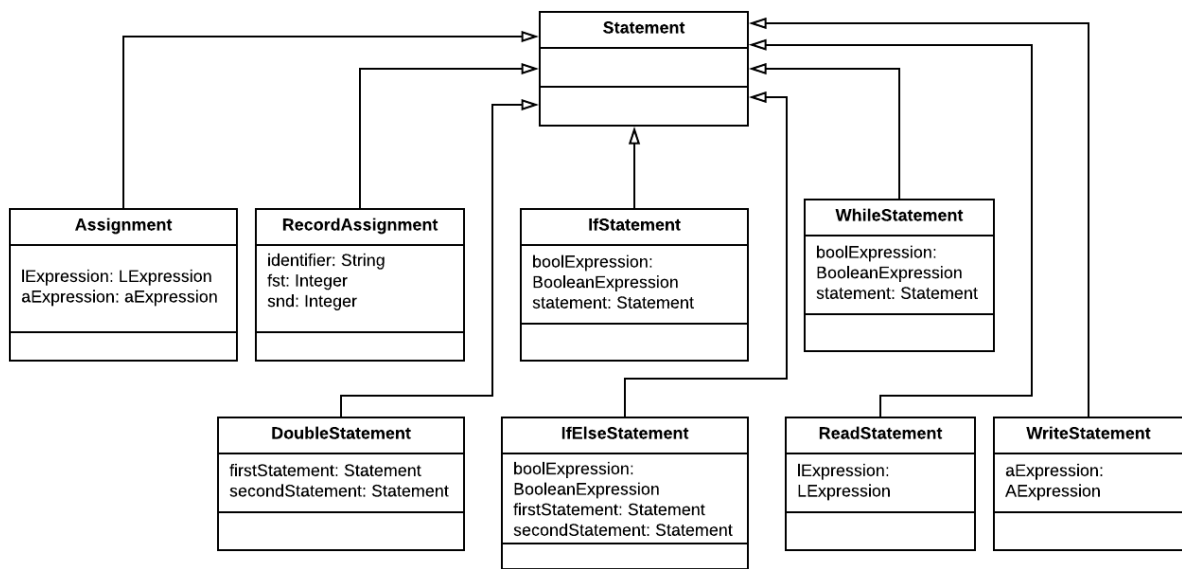 Statement
Assignment
lExpression: LExpression
aExpression: aExpression
RecordAssignment
identifier: String
fst: Integer
snd: Integer
IfStatement
boolExpression:
BooleanExpression
statement: Statement
WhileStatement
boolExpression:
BooleanExpression
statement: Statement
DoubleStatement
firstStatement: Statement
secondStatement: Statement
IfElseStatement
boolExpression:
BooleanExpression
firstStatement: Statement
secondStatement: Statement
ReadStatement
lExpression:
LExpression
WriteStatement
aExpression:
AExpression